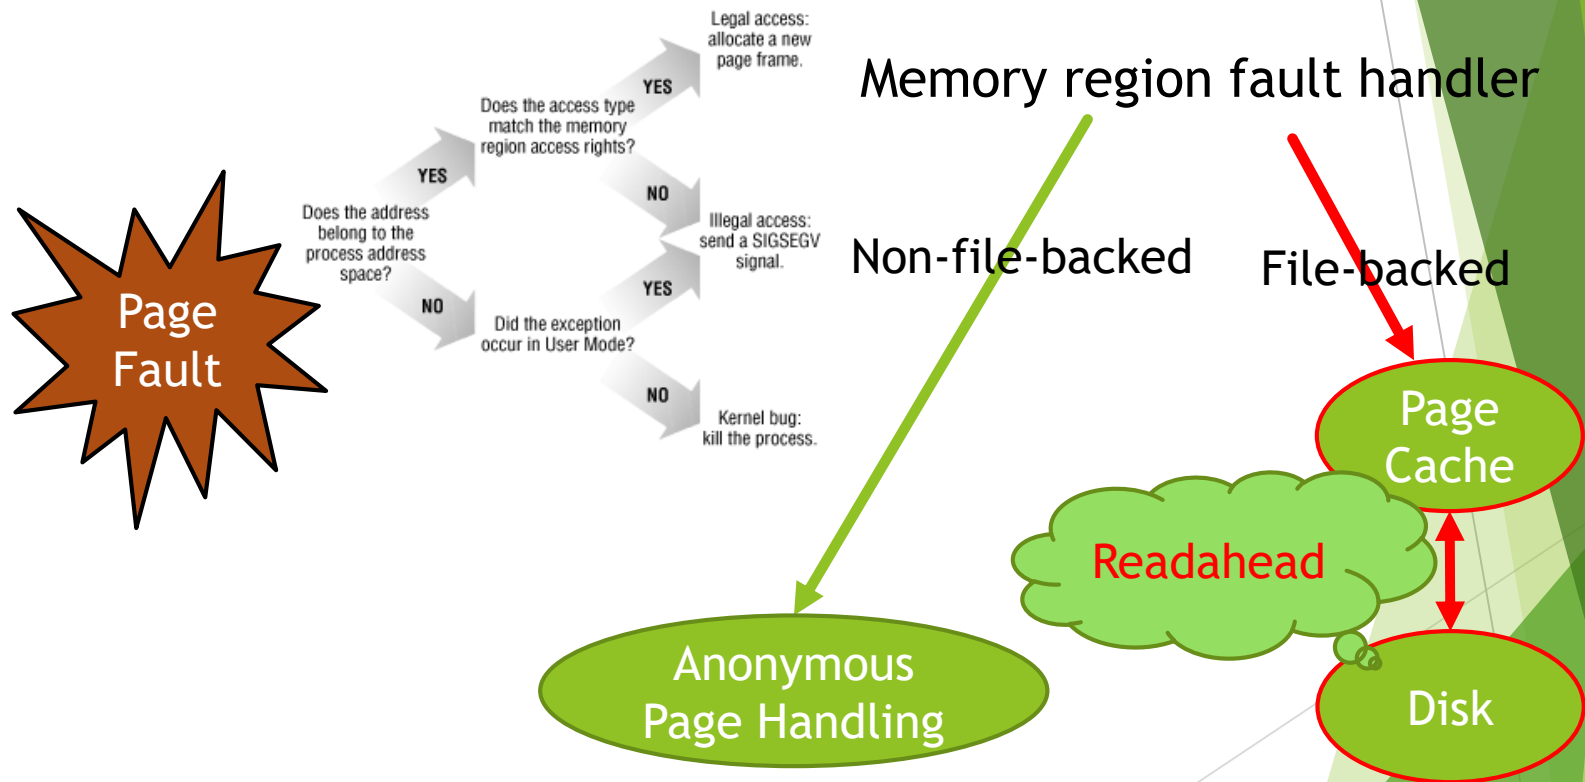 Page
Fault
Does the address
belong to the
process address
space?
YES
NO
Does the access type
match the memory
region access rights?
YES
NO
Did the exception
occur in User Mode?
YES
NO
Legal access:
allocate a new
page frame.
Illegal access:
send a SIGSEGV
signal.
Kernel bug:
kill the process.
Memory region fault handler
Non-file-backed
File-backed
Anonymous
Page Handling
Page
Cache
Readahead
Disk